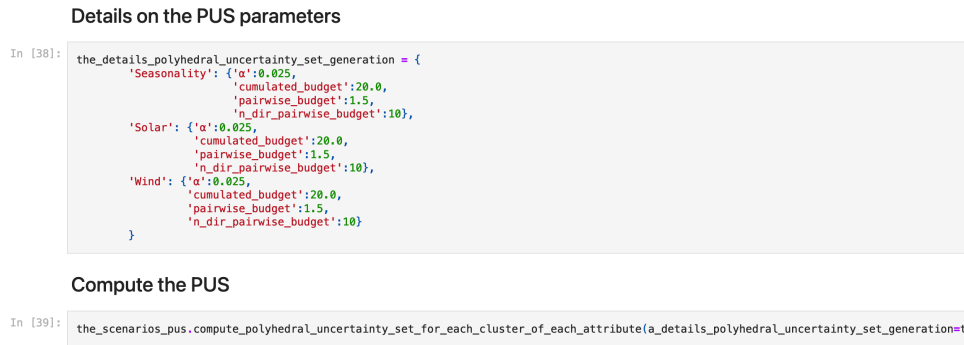 Details on the PUS parameters
In [38]:
the_details_polyhedral_uncertainty_set_generation = {
'Seasonality': {'α':0.025,
'cumulated_budget':20.0,
'pairwise_budget':1.5,
'n_dir_pairwise_budget':10},
'Solar': {'α':0.025,
'cumulated_budget':20.0,
'pairwise_budget':1.5,
'n_dir_pairwise_budget':10},
'Wind': {'α':0.025,
'cumulated_budget':20.0,
'pairwise_budget':1.5,
'n_dir_pairwise_budget':10}
}
Compute the PUS
In [39]:
the_scenarios_pus.compute_polyhedral_uncertainty_set_for_each_cluster_of_each_attribute(a_details_polyhedral_uncertainty_set_generation=